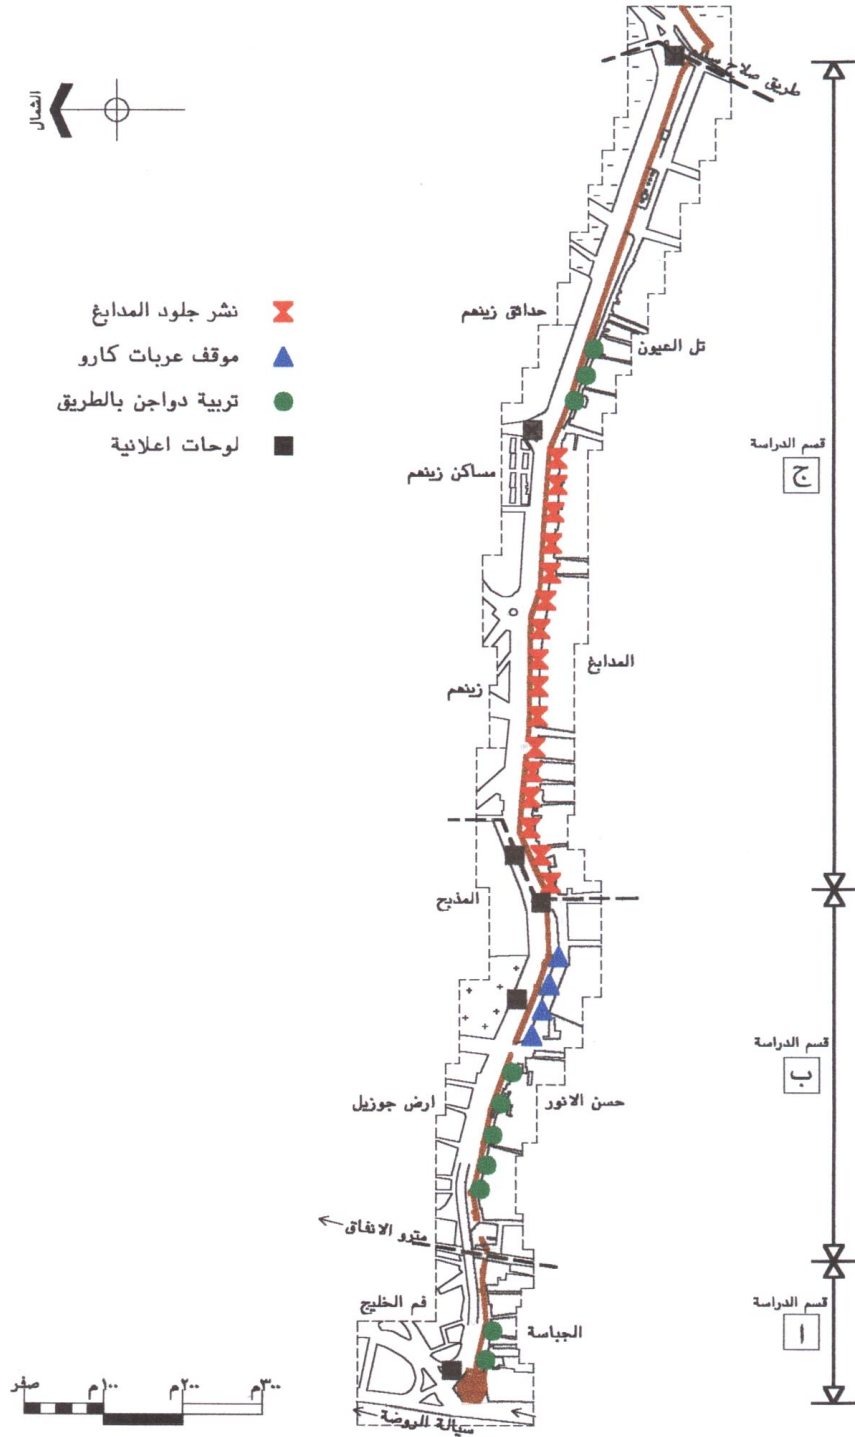 طريق صلاح سالم
الشمال
حدائق زينهم
تل العيون
نشر جلود المدابغ
موقف عربات كارو
تربية دواجن بالطريق
لوحات اعلانية
قسم الدراسة
ج
مساكن زينهم
المدابغ
زينهم
المذبح
قسم الدراسة
ب
ارض جوزيل
حسن الانور
مترو الانفاق
فم الخليج
الجباسة
قسم الدراسة
ا
صفر
١٠٠م
٢٠٠م
٣٠٠م
سيالة الروضة